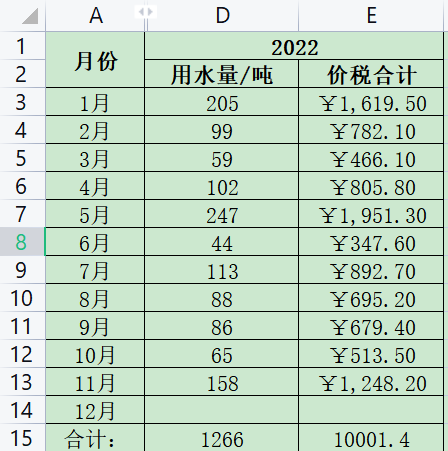 A D E
1 2022
月份
2 用水量/吨 价税合计
3 1月 205 ￥1,619.50
4 2月 99 ￥782.10
5 3月 59 ￥466.10
6 4月 102 ￥805.80
7 5月 247 ￥1,951.30
8 6月 44 ￥347.60
9 7月 113 ￥892.70
10 8月 88 ￥695.20
11 9月 86 ￥679.40
12 10月 65 ￥513.50
13 11月 158 ￥1,248.20
14 12月
15 合计： 1266 10001.4